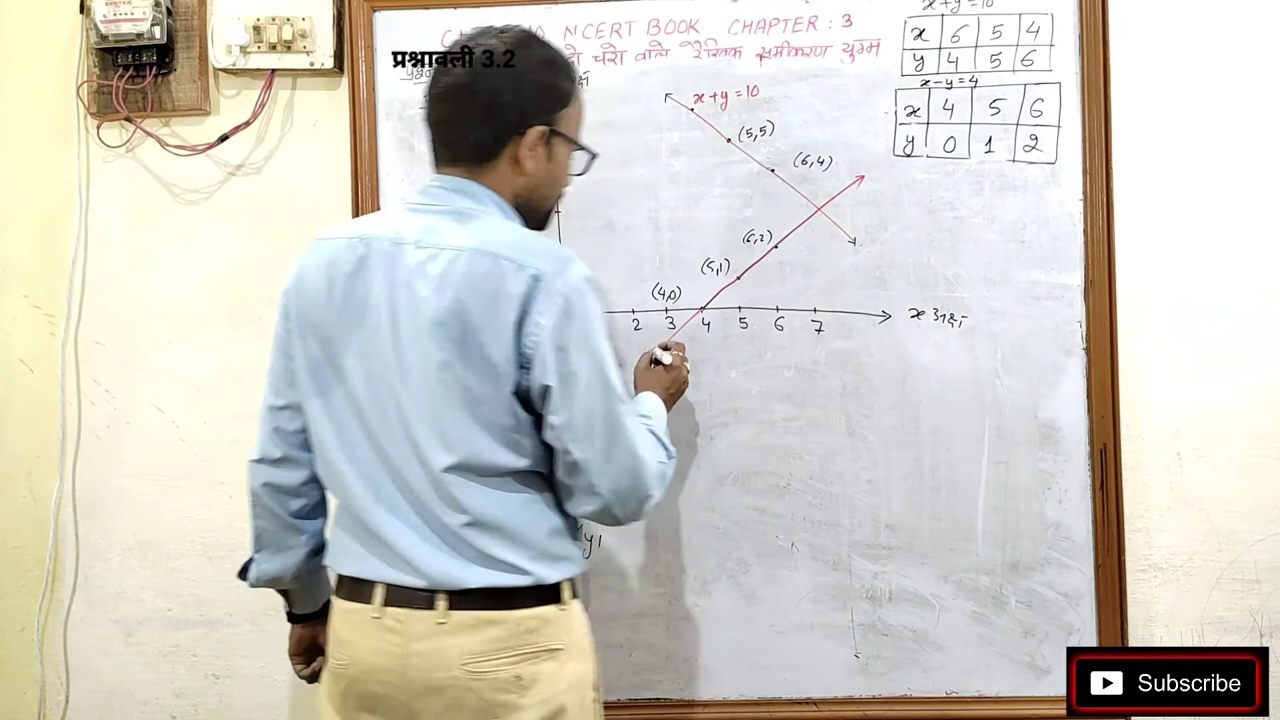 NCERT BOOK CHAPTER : 3
प्रश्नावली 3.2
दो चरों वाले रैखिक समीकरण युग्म
x+y=10
x 6 5 4
y 4 5 6
x-y=4
x 4 5 6
y 0 1 2
x+y=10
(5,5)
(6,4)
(6,2)
(5,1)
(4,0)
2 3 4 5 6 7
x अक्ष
y1
Subscribe